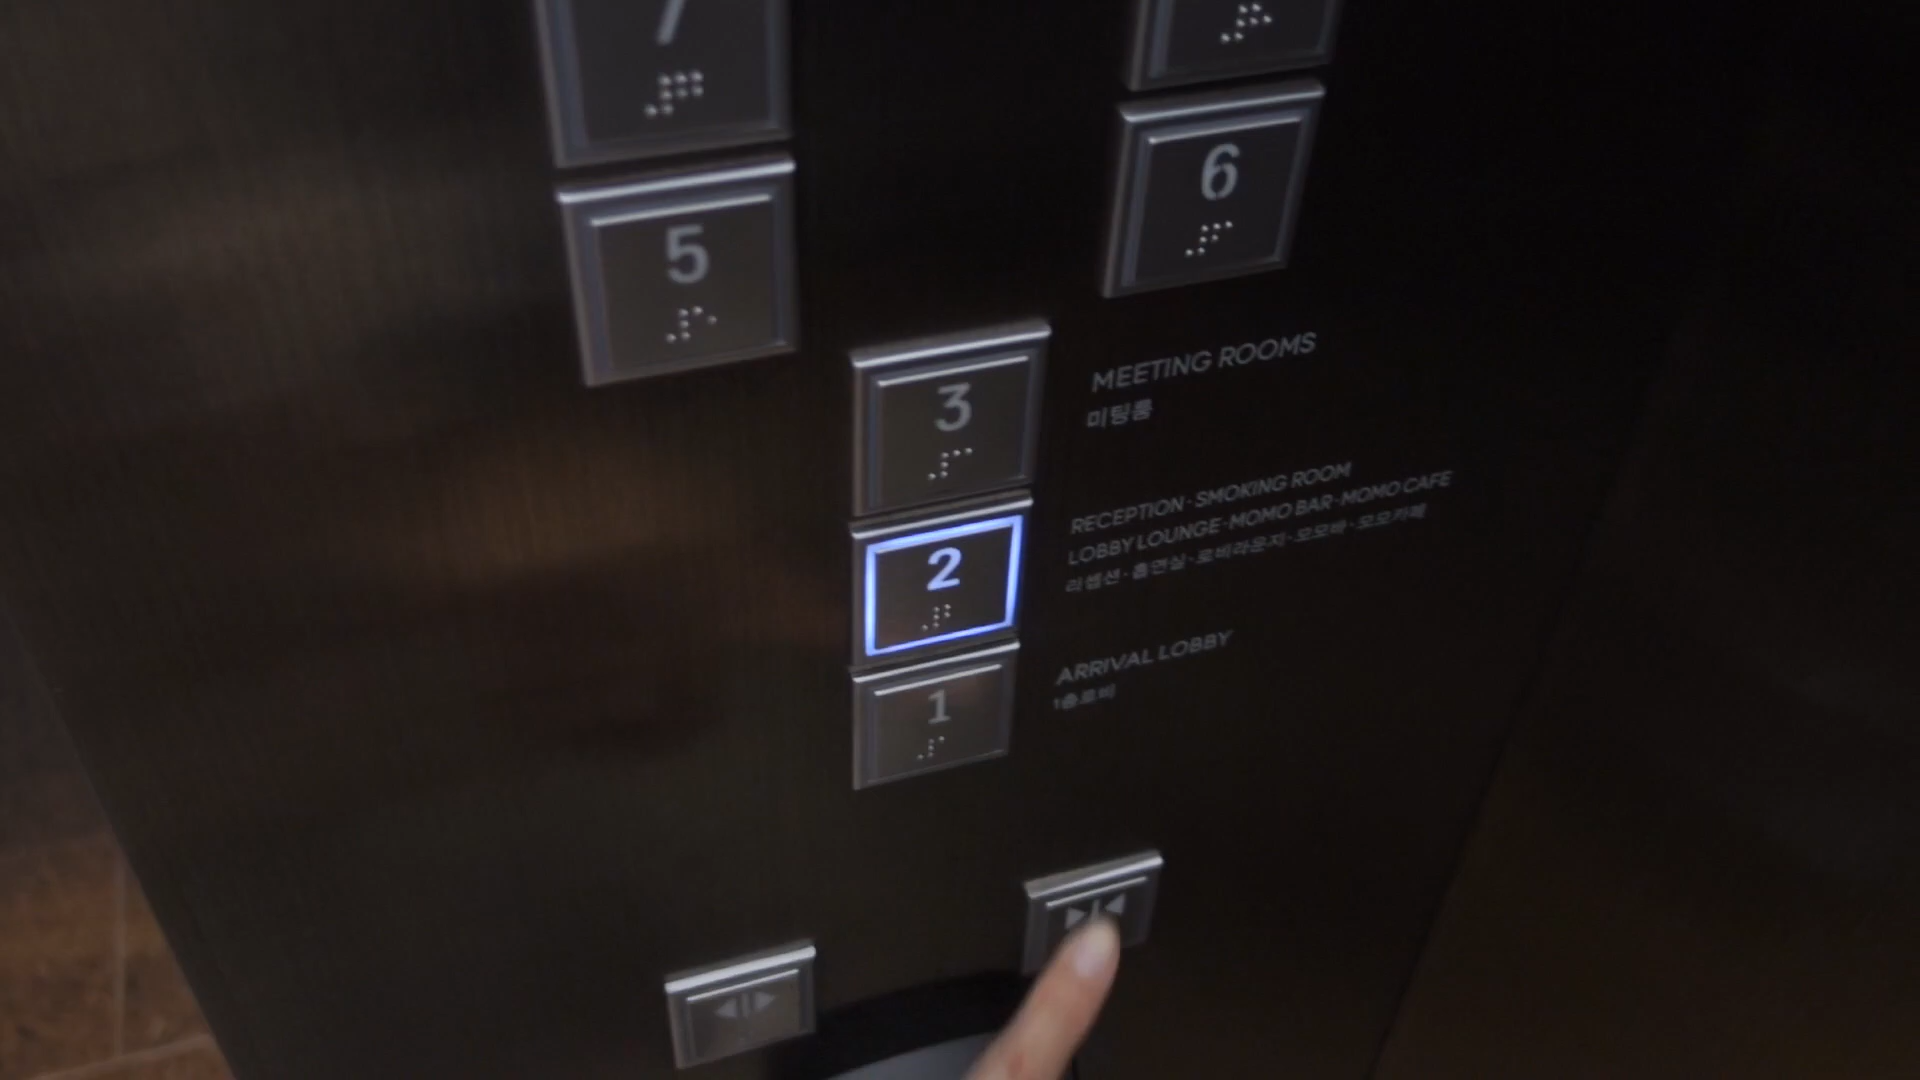 7
5
6
3
MEETING ROOMS
미팅룸
2
RECEPTION · SMOKING ROOM
LOBBY LOUNGE · MOMO BAR · MOMO CAFE
리셉션 · 흡연실 · 로비라운지 · 모모바 · 모모카페
1
ARRIVAL LOBBY
1층로비